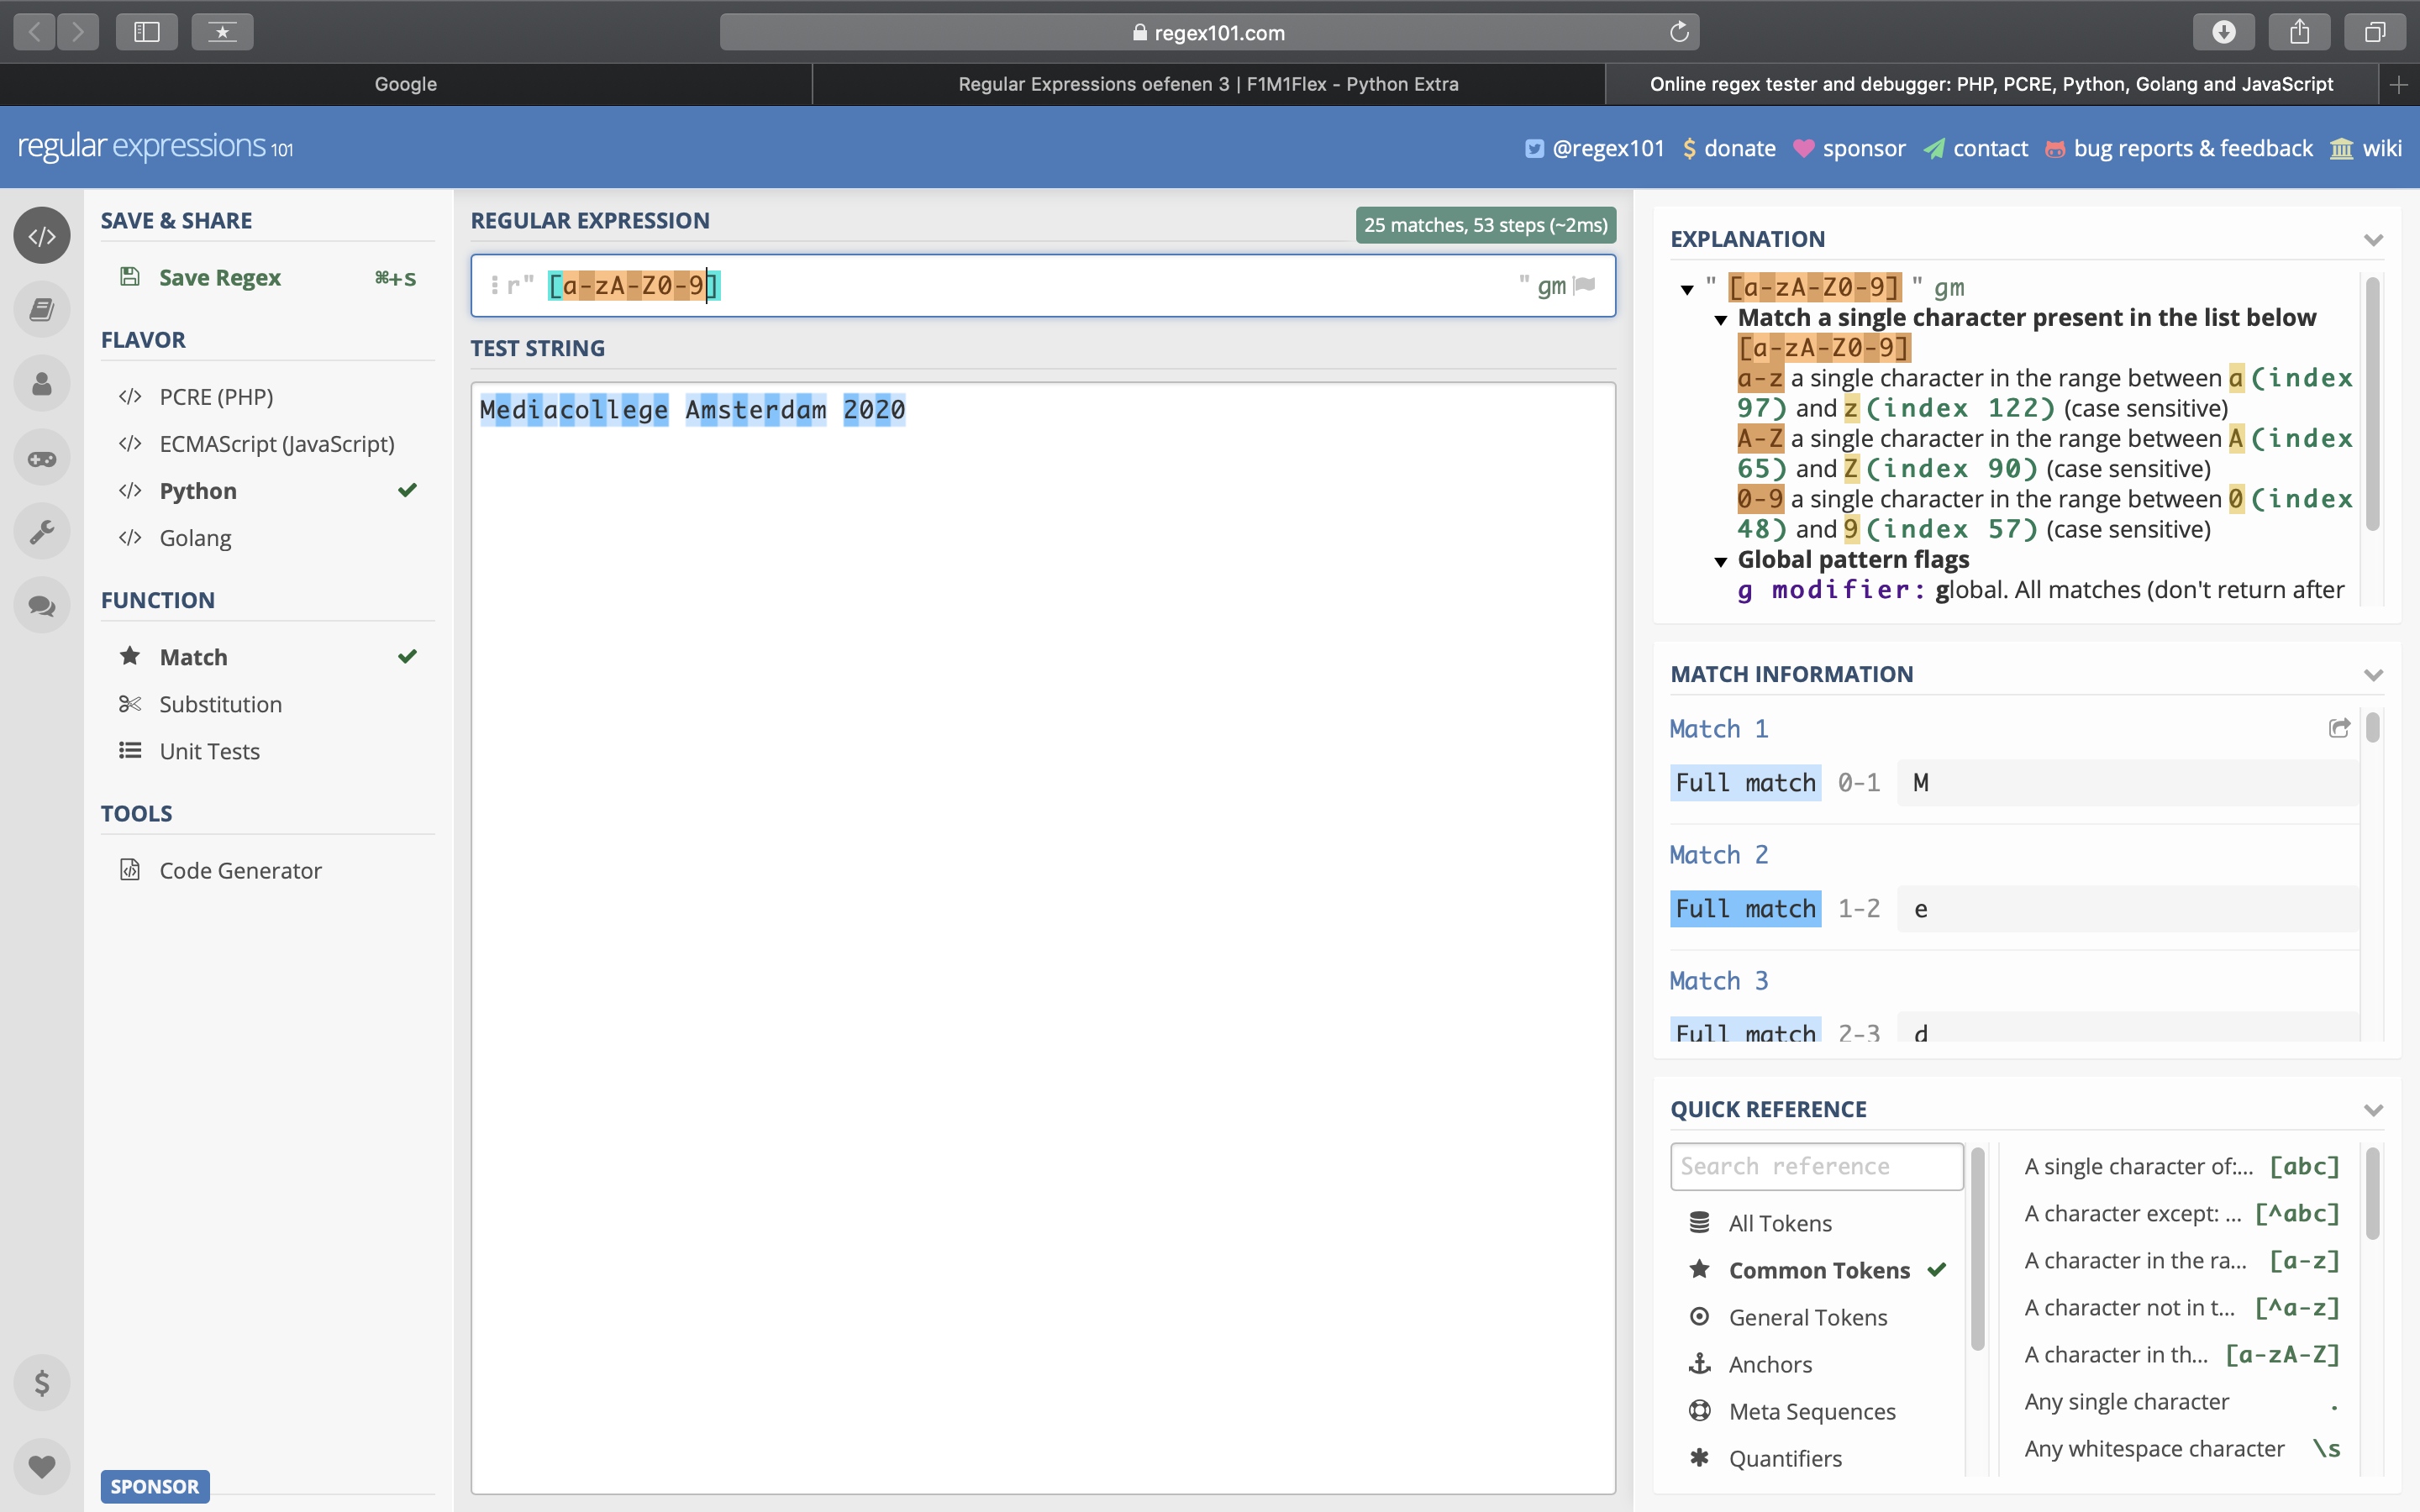 regex101.com
Google
Regular Expressions oefenen 3 | F1M1Flex - Python Extra
Online regex tester and debugger: PHP, PCRE, Python, Golang and JavaScript
regular expressions 101
@regex101
$ donate
sponsor
contact
bug reports & feedback
wiki
SAVE & SHARE
Save Regex ⌘+S
FLAVOR
</> PCRE (PHP)
</> ECMAScript (JavaScript)
</> Python
</> Golang
FUNCTION
Match
Substitution
Unit Tests
TOOLS
Code Generator
SPONSOR
REGULAR EXPRESSION
25 matches, 53 steps (~2ms)
r" [a-zA-Z0-9] " gm
TEST STRING
Mediacollege Amsterdam 2020
EXPLANATION
" [a-zA-Z0-9] " gm
Match a single character present in the list below
[a-zA-Z0-9]
a-z a single character in the range between a (index
97) and z (index 122) (case sensitive)
A-Z a single character in the range between A (index
65) and Z (index 90) (case sensitive)
0-9 a single character in the range between 0 (index
48) and 9 (index 57) (case sensitive)
Global pattern flags
g modifier: global. All matches (don't return after
MATCH INFORMATION
Match 1
Full match 0-1 M
Match 2
Full match 1-2 e
Match 3
Full match 2-3 d
QUICK REFERENCE
Search reference
All Tokens
Common Tokens
General Tokens
Anchors
Meta Sequences
Quantifiers
A single character of:... [abc]
A character except: ... [^abc]
A character in the ra... [a-z]
A character not in t... [^a-z]
A character in th... [a-zA-Z]
Any single character .
Any whitespace character \s